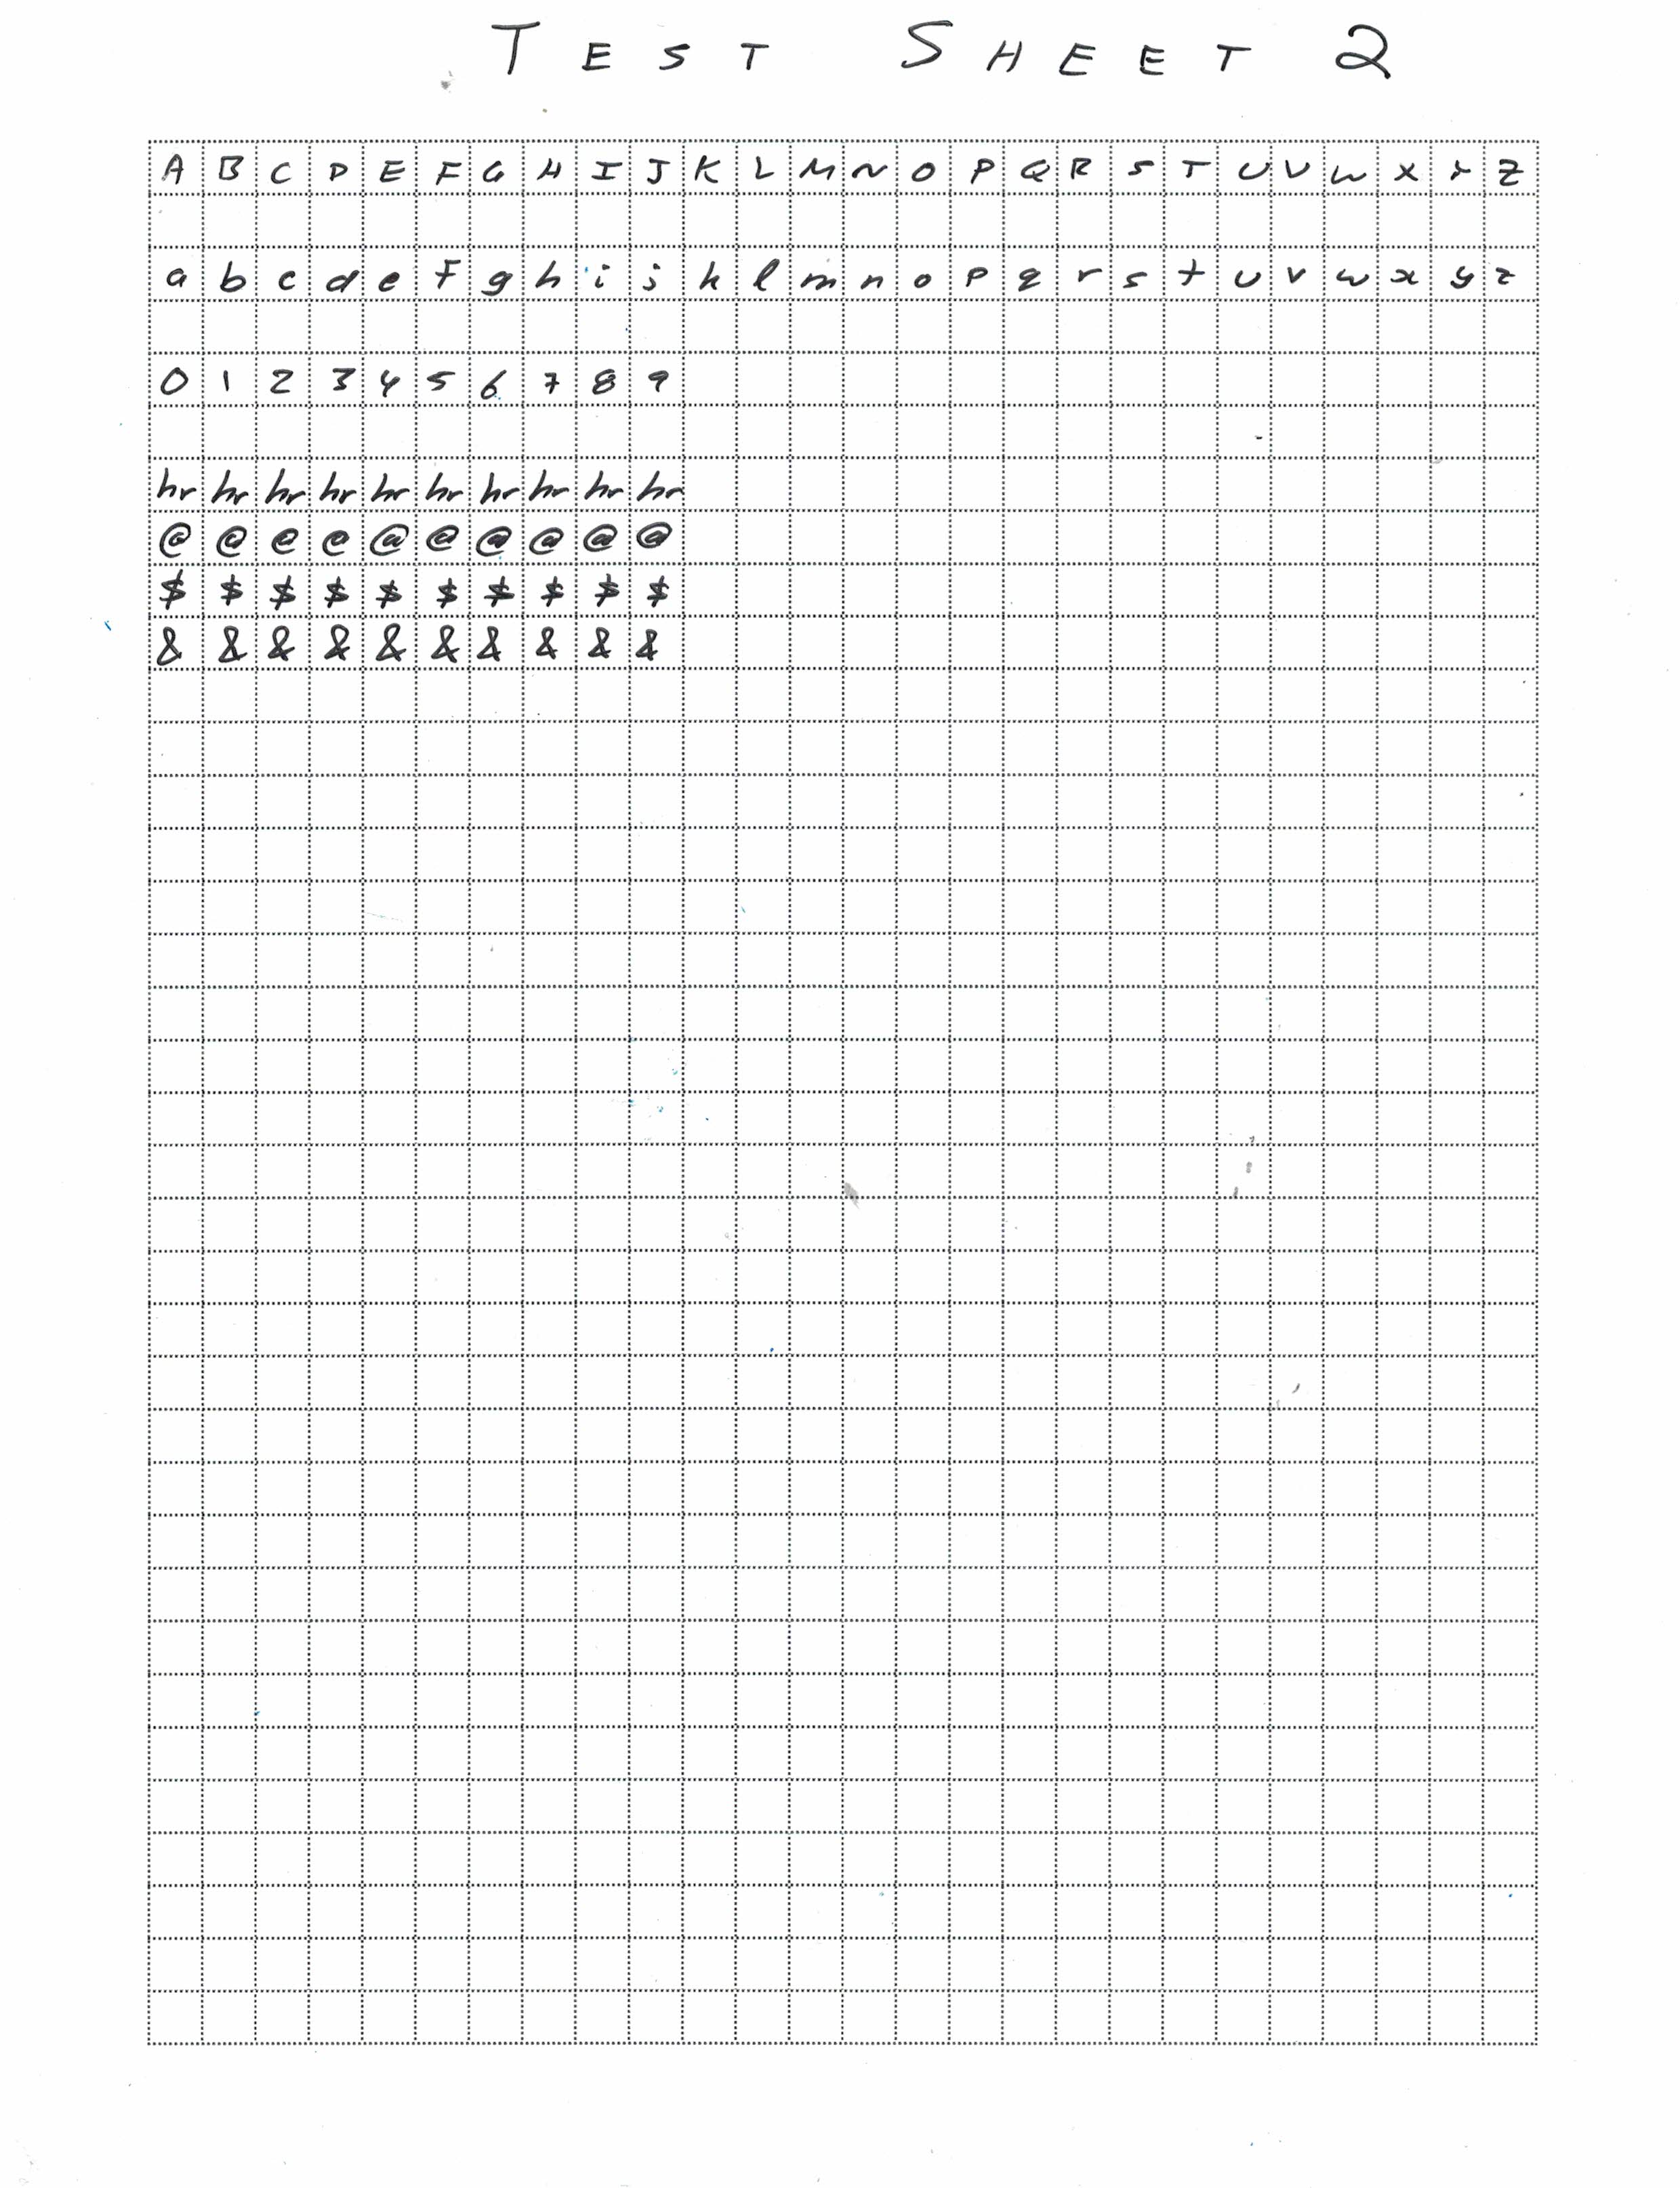 TEST SHEET 2
A B C D E F G H I J K L M N O P Q R S T U V W X Y Z
a b c d e f g h i j k l m n o p q r s t u v w x y z
0 1 2 3 4 5 6 7 8 9
hr hr hr hr hr hr hr hr hr hr
@ @ @ @ @ @ @ @ @ @
$ $ $ $ $ $ $ $ $ $
& & & & & & & & & &